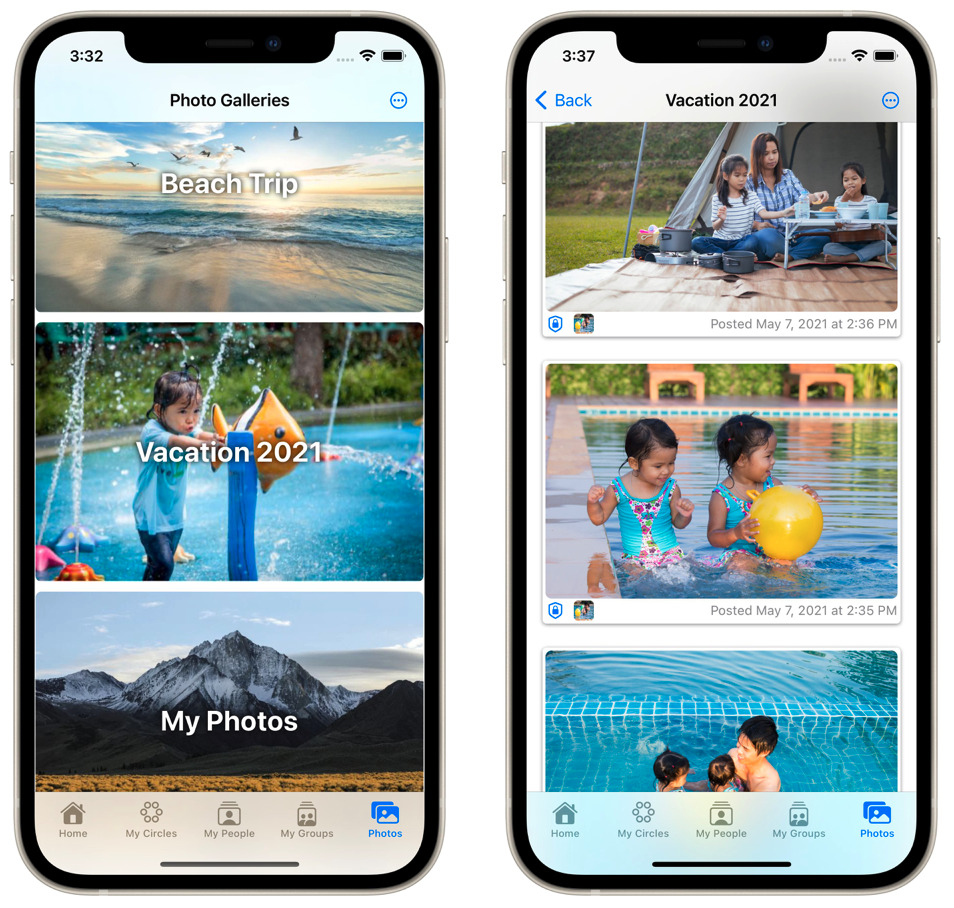 3:32
Photo Galleries
Beach Trip
Vacation 2021
My Photos
Home My Circles My People My Groups Photos
3:37
Back Vacation 2021
Posted May 7, 2021 at 2:36 PM
Posted May 7, 2021 at 2:35 PM
Home My Circles My People My Groups Photos